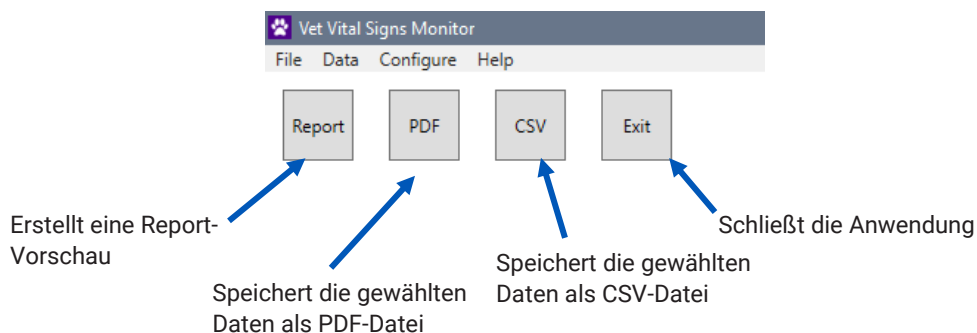 Vet Vital Signs Monitor
File Data Configure Help
Report PDF CSV Exit
Erstellt eine Report-
Vorschau
Speichert die gewählten
Daten als PDF-Datei
Speichert die gewählten
Daten als CSV-Datei
Schließt die Anwendung